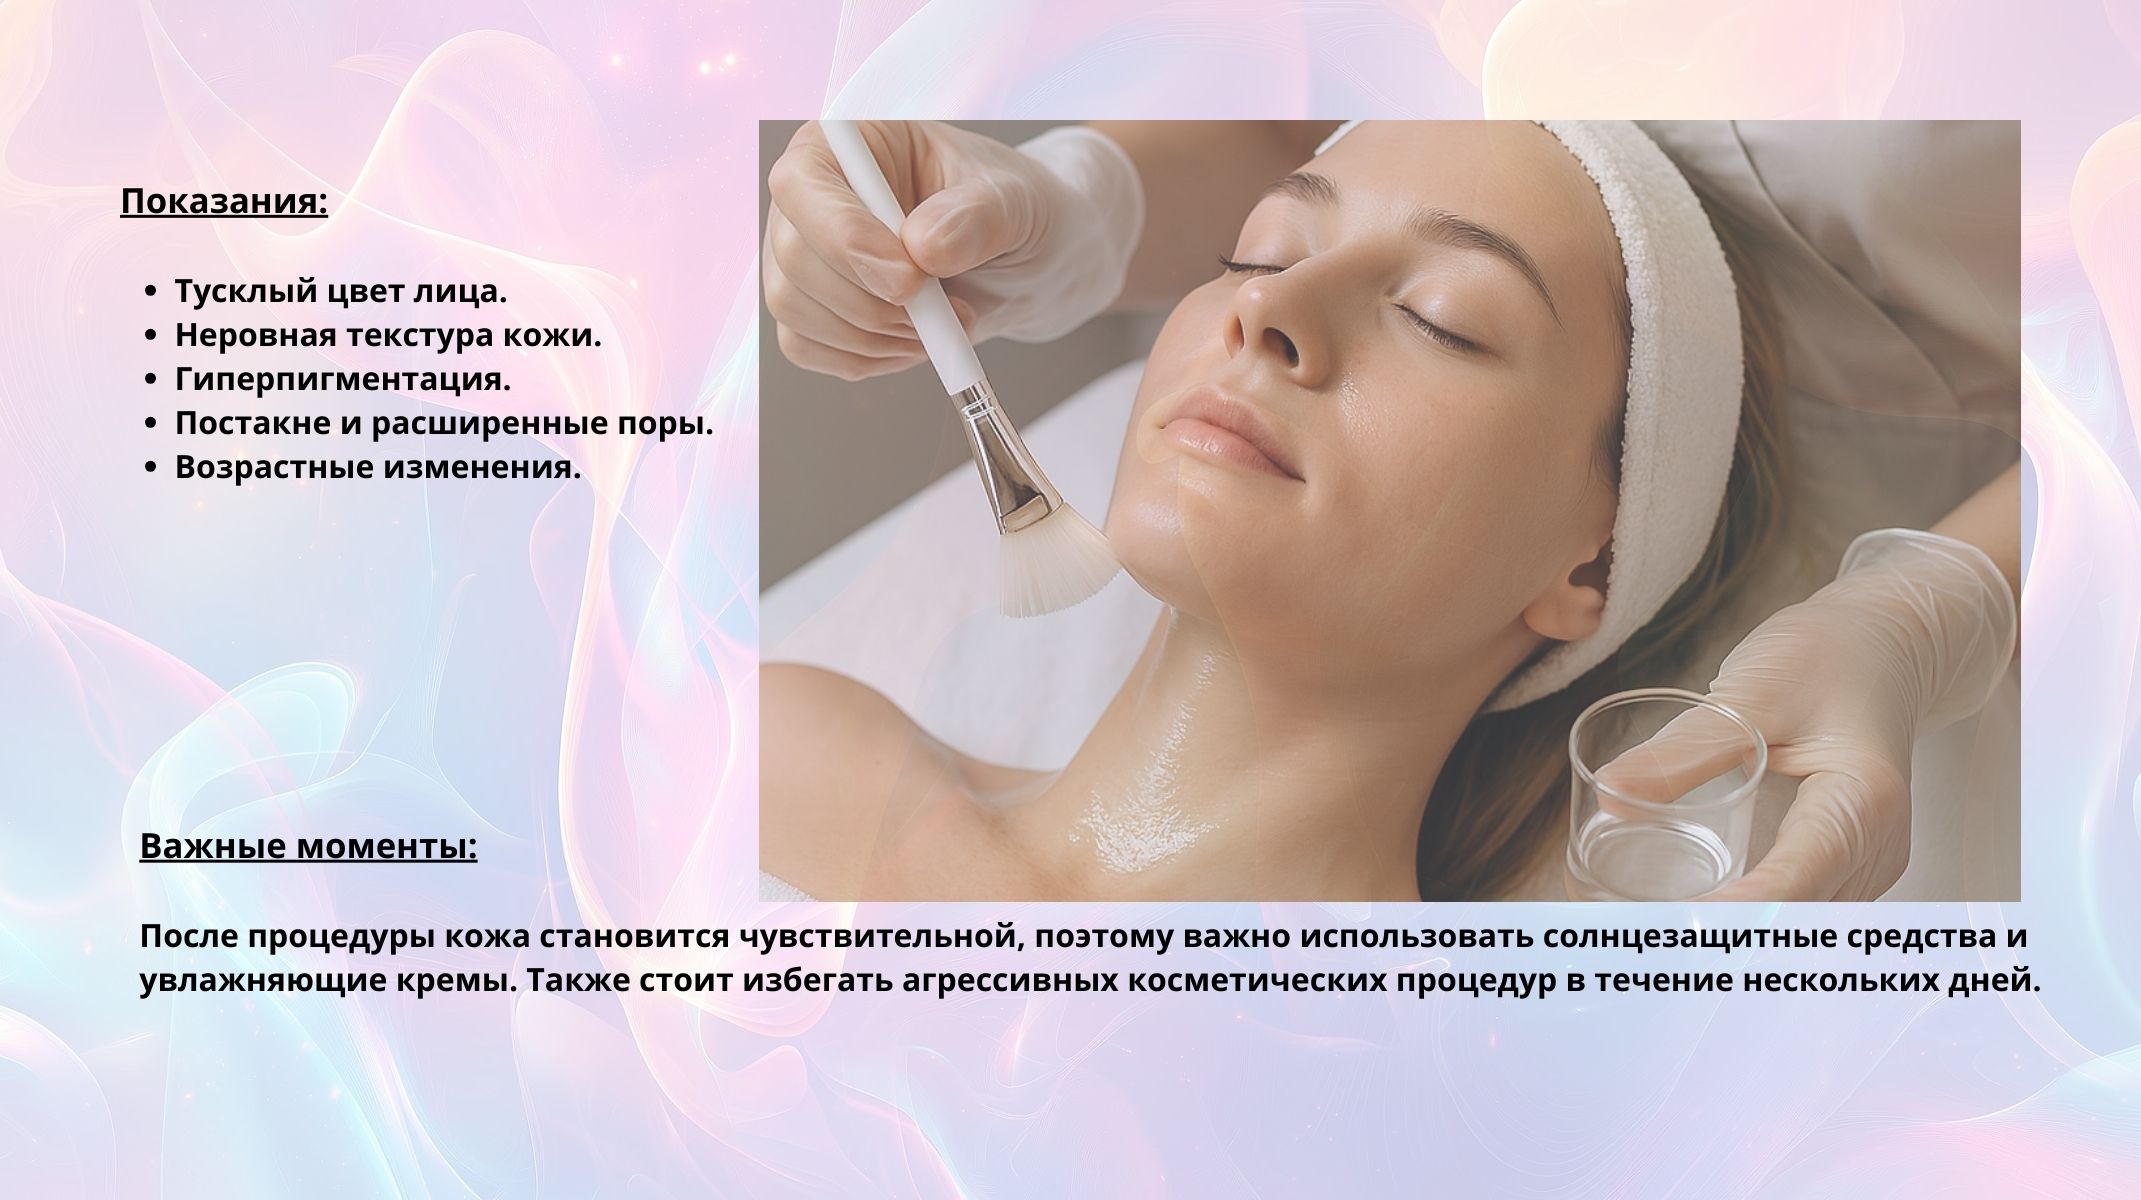 Показания:
• Тусклый цвет лица.
• Неровная текстура кожи.
• Гиперпигментация.
• Постакне и расширенные поры.
• Возрастные изменения.
Важные моменты:
После процедуры кожа становится чувствительной, поэтому важно использовать солнцезащитные средства и
увлажняющие кремы. Также стоит избегать агрессивных косметических процедур в течение нескольких дней.